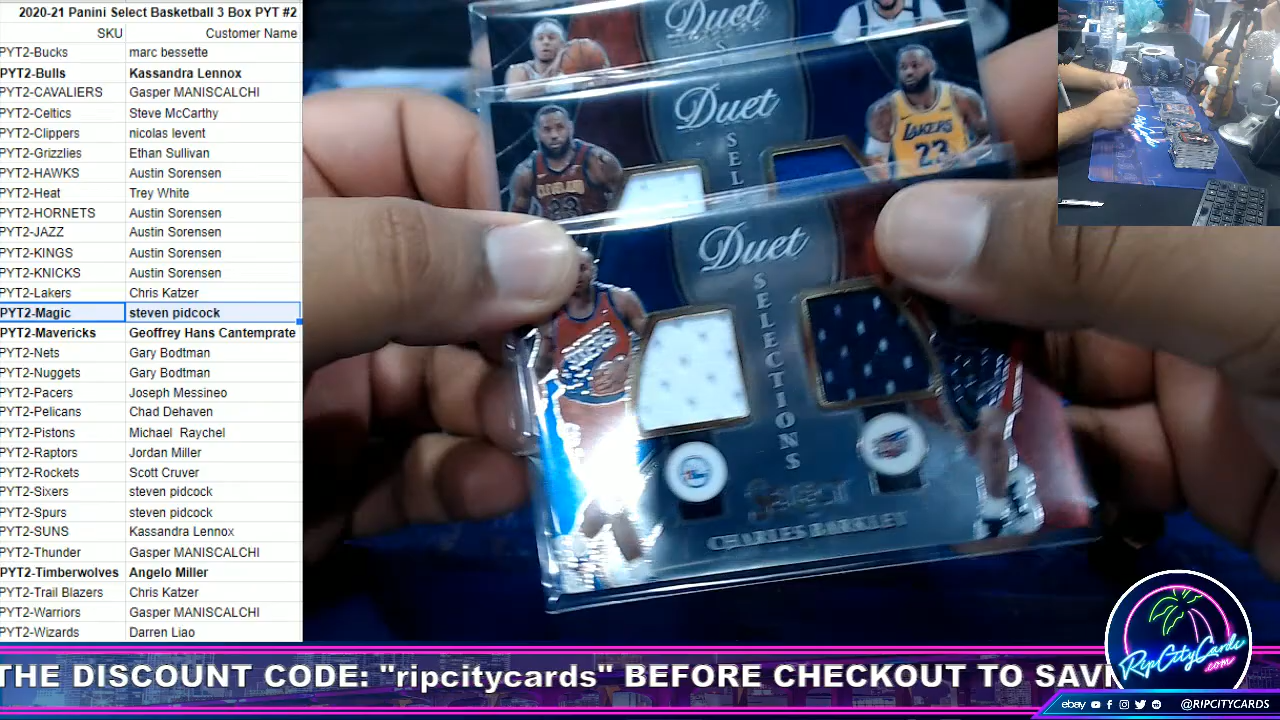 2020-21 Panini Select Basketball 3 Box PYT #2
SKU Customer Name
PYT2-Bucks marc bessette
PYT2-Bulls Kassandra Lennox
PYT2-CAVALIERS Gasper MANISCALCHI
PYT2-Celtics Steve McCarthy
PYT2-Clippers nicolas levent
PYT2-Grizzlies Ethan Sullivan
PYT2-HAWKS Austin Sorensen
PYT2-Heat Trey White
PYT2-HORNETS Austin Sorensen
PYT2-JAZZ Austin Sorensen
PYT2-KINGS Austin Sorensen
PYT2-KNICKS Austin Sorensen
PYT2-Lakers Chris Katzer
PYT2-Magic steven pidcock
PYT2-Mavericks Geoffrey Hans Cantemprate
PYT2-Nets Gary Bodtman
PYT2-Nuggets Gary Bodtman
PYT2-Pacers Joseph Messineo
PYT2-Pelicans Chad Dehaven
PYT2-Pistons Michael Raychel
PYT2-Raptors Jordan Miller
PYT2-Rockets Scott Cruver
PYT2-Sixers steven pidcock
PYT2-Spurs steven pidcock
PYT2-SUNS Kassandra Lennox
PYT2-Thunder Gasper MANISCALCHI
PYT2-Timberwolves Angelo Miller
PYT2-Trail Blazers Chris Katzer
PYT2-Warriors Gasper MANISCALCHI
PYT2-Wizards Darren Liao
Duet
Duet
SEL
LAKERS
23
Duet
SELECTIONS
Select
CHARLES BARKLEY
THE DISCOUNT CODE: "ripcitycards" BEFORE CHECKOUT TO SAV
RipCityCards
.com
ebay @RIPCITYCARDS